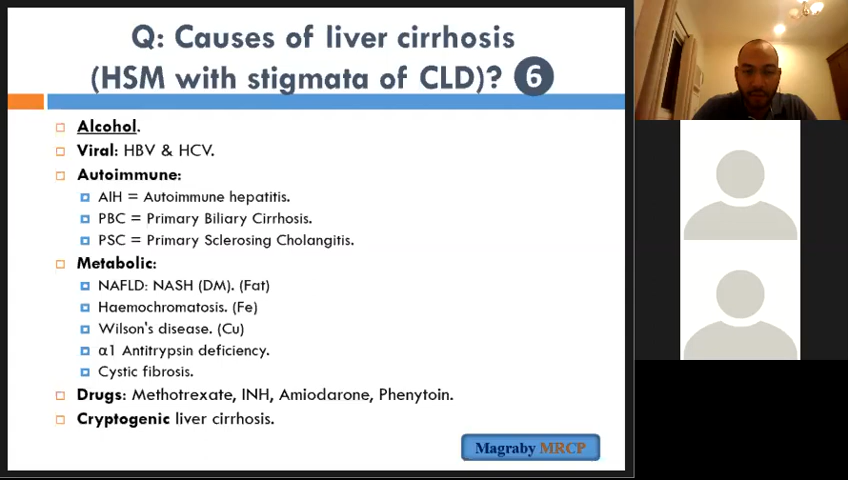 Q: Causes of liver cirrhosis
(HSM with stigmata of CLD)? 6
Alcohol.
Viral: HBV & HCV.
Autoimmune:
AIH = Autoimmune hepatitis.
PBC = Primary Biliary Cirrhosis.
PSC = Primary Sclerosing Cholangitis.
Metabolic:
NAFLD: NASH (DM). (Fat)
Haemochromatosis. (Fe)
Wilson's disease. (Cu)
α1 Antitrypsin deficiency.
Cystic fibrosis.
Drugs: Methotrexate, INH, Amiodarone, Phenytoin.
Cryptogenic liver cirrhosis.
Magraby MRCP